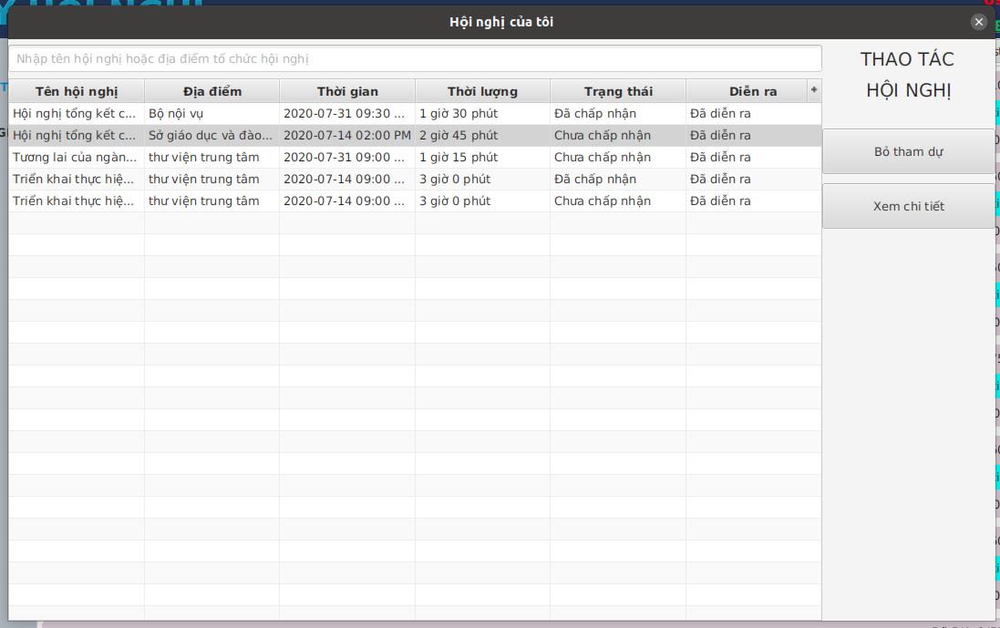 Hội nghị của tôi
Nhập tên hội nghị hoặc địa điểm tổ chức hội nghị
THAO TÁC
HỘI NGHỊ
Tên hội nghị Địa điểm Thời gian Thời lượng Trạng thái Diễn ra +
Hội nghị tổng kết c... Bộ nội vụ 2020-07-31 09:30 ... 1 giờ 30 phút Đã chấp nhận Đã diễn ra
Hội nghị tổng kết c... Sở giáo dục và đào... 2020-07-14 02:00 PM 2 giờ 45 phút Chưa chấp nhận Đã diễn ra
Tương lai của ngàn... thư viện trung tâm 2020-07-31 09:00 ... 1 giờ 15 phút Chưa chấp nhận Đã diễn ra
Triển khai thực hiệ... thư viện trung tâm 2020-07-14 09:00 ... 3 giờ 0 phút Đã chấp nhận Đã diễn ra
Triển khai thực hiệ... thư viện trung tâm 2020-07-14 09:00 ... 3 giờ 0 phút Chưa chấp nhận Đã diễn ra
Bỏ tham dự
Xem chi tiết